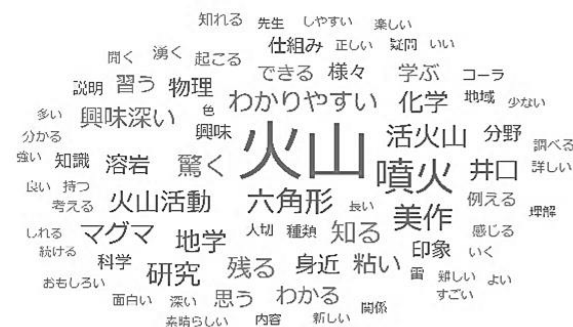 知れる 先生 しやすい 楽しい
聞く 湧く 起こる 仕組み 正しい 疑問 いい
説明 習う 物理 できる 様々 学ぶ コーラ
多い 興味深い 色 わかりやすい 化学 地域 少ない
分かる 興味 火山 活火山 分野 調べる
強い 知識 溶岩 驚く 噴火 井口 詳しい
良い 持つ 火山活動 六角形 長い 美作 例える 理解
考える
しれる マグマ 地学 大切 種類 知る 印象 感じる いく
続ける 科学 研究 残る 身近 粘い 雷 難しい よい
おもしろい 面白い 深い 思う わかる 関係 すごい
素晴らしい 内容 新しい